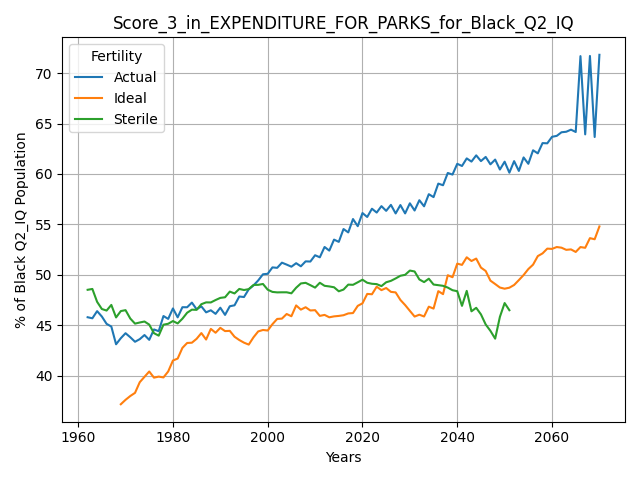 Score_3_in_EXPENDITURE_FOR_PARKS_for_Black_Q2_IQ
Fertility
Actual
Ideal
Sterile
% of Black Q2_IQ Population
70
65
60
55
50
45
40
1960
1980
2000
2020
2040
2060
Years